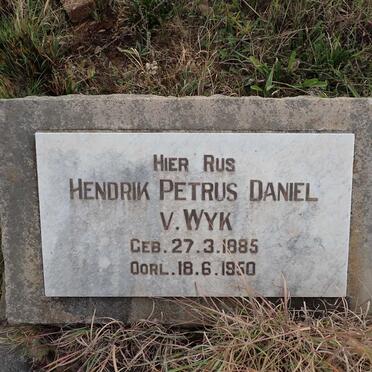 HIER RUS
HENDRIK PETRUS DANIEL
V. WYK
GEB. 27.3.1885
OORL. 18.6.1950